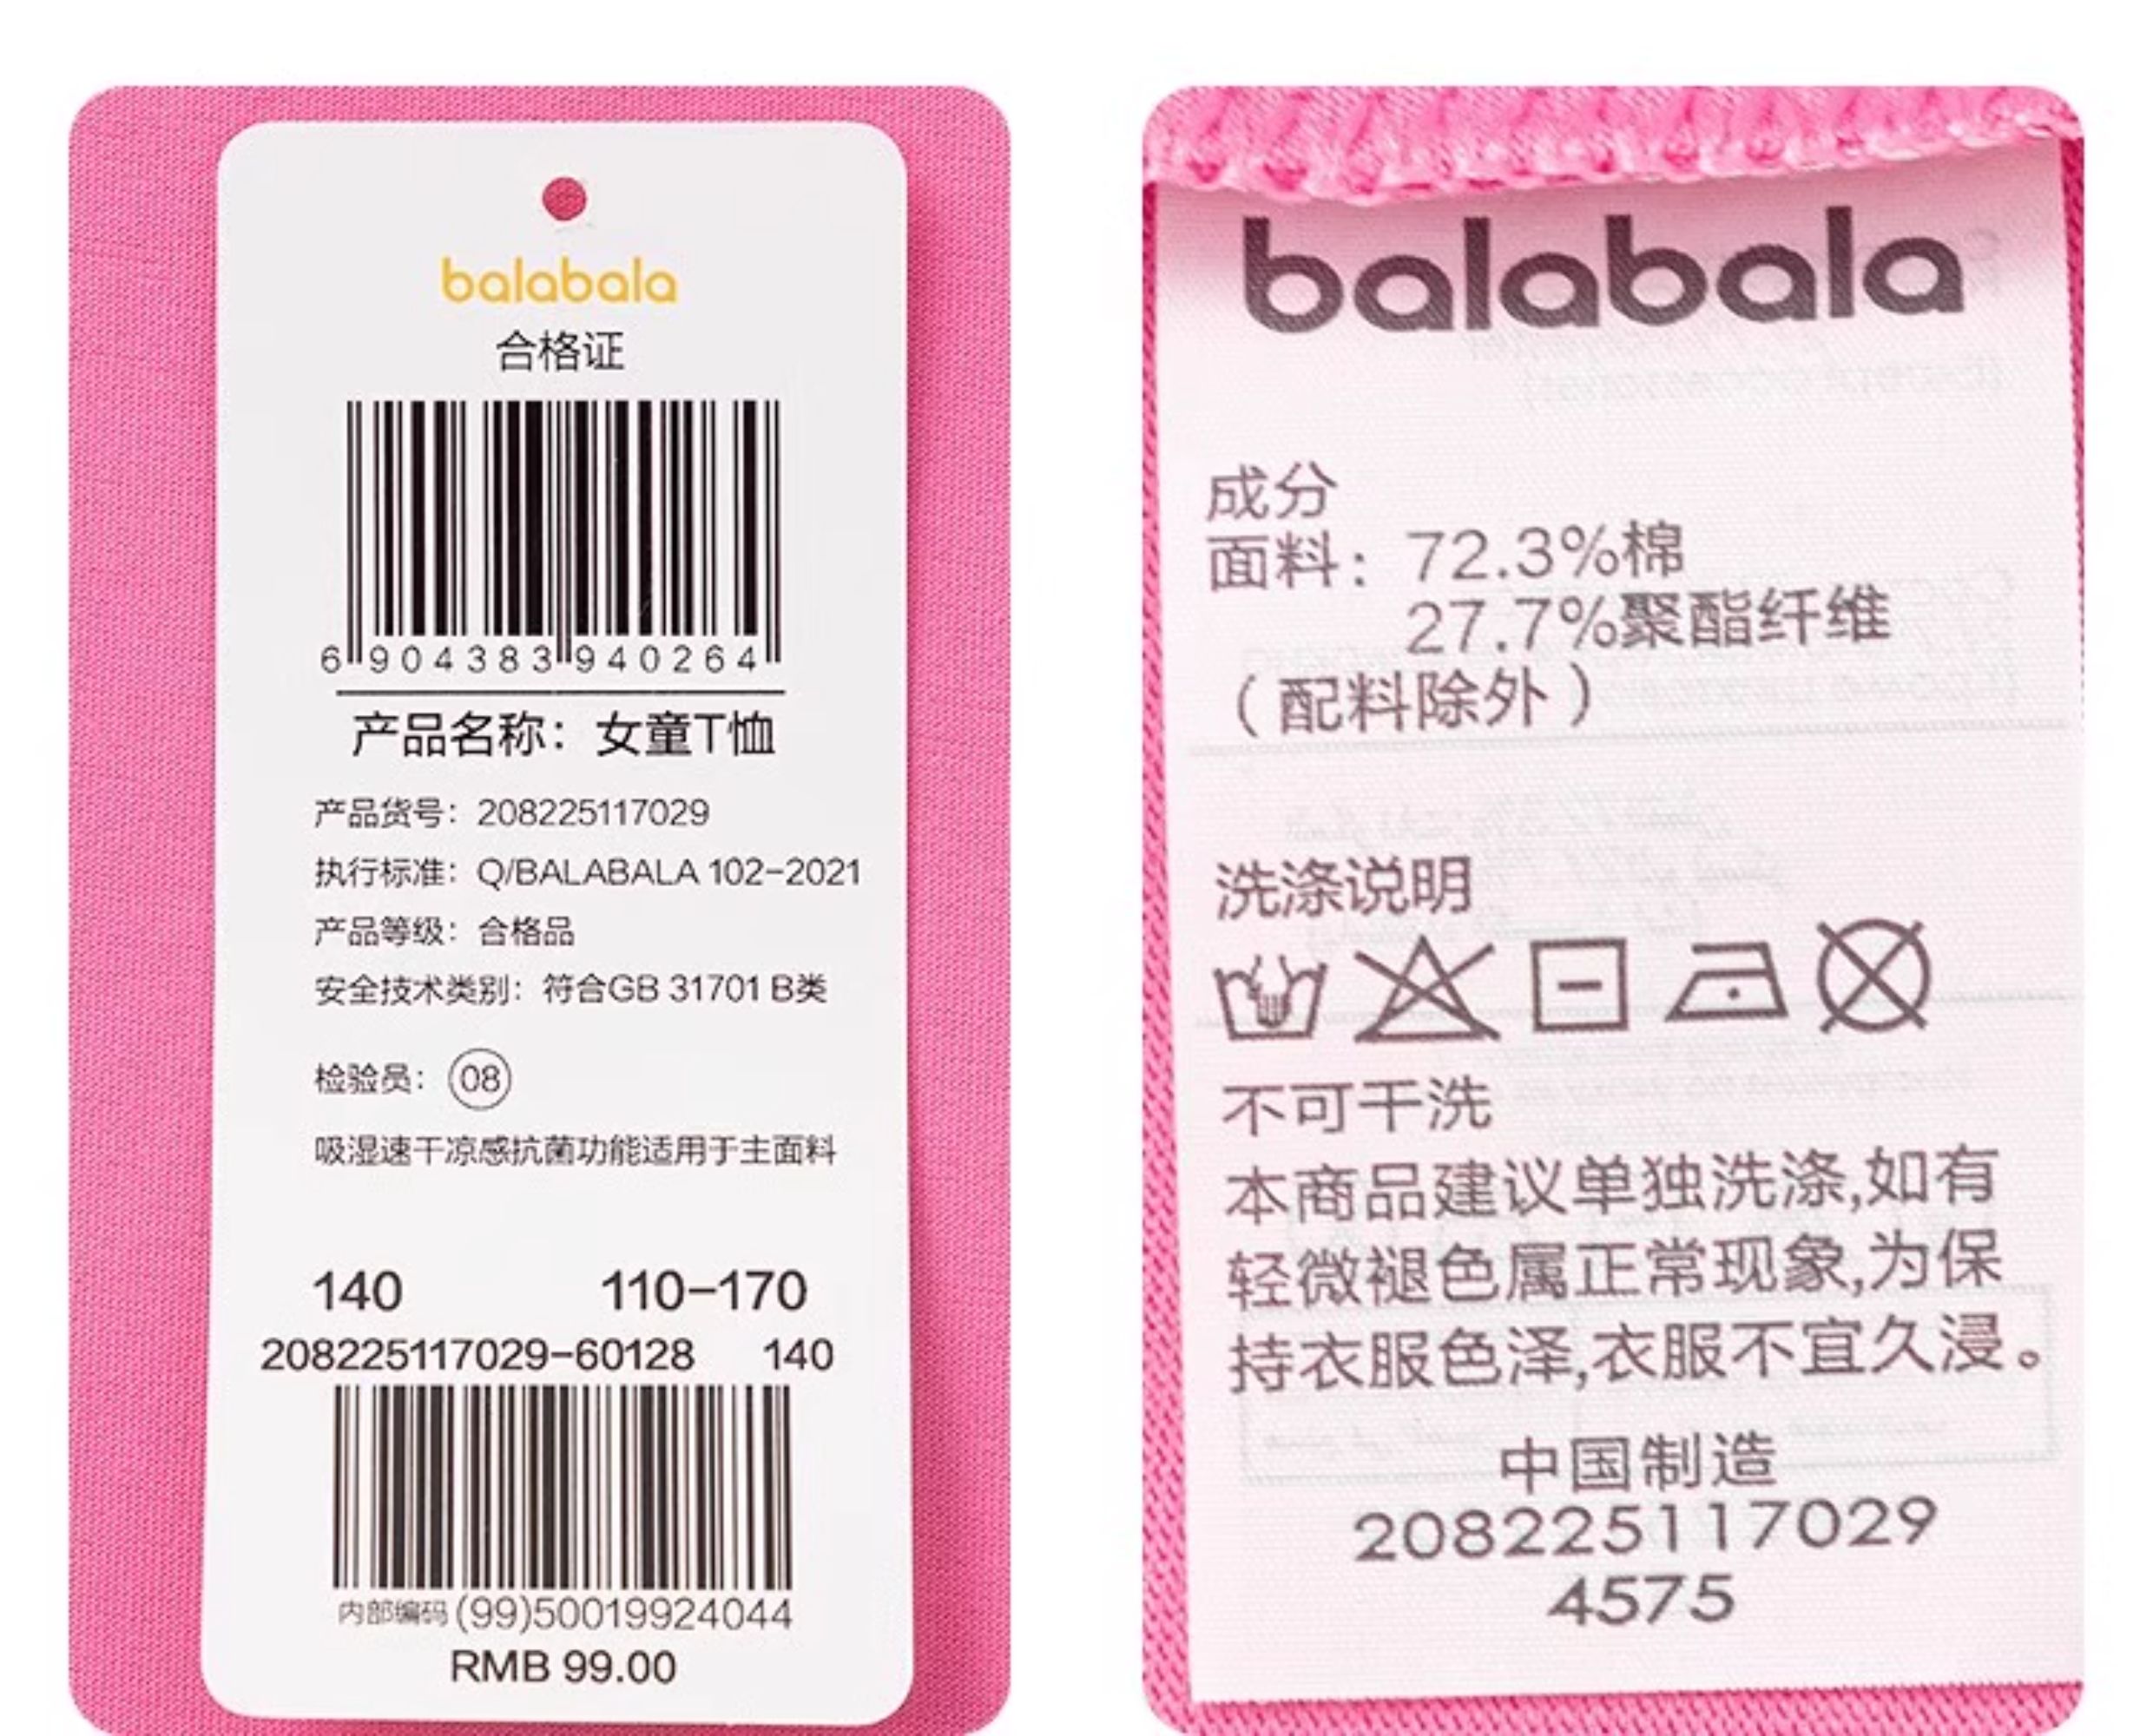 balabala
合格证
6 904383 940264
产品名称：女童T恤
产品货号：208225117029
执行标准：Q/BALABALA 102-2021
产品等级：合格品
安全技术类别：符合GB 31701 B类
检验员：08
吸湿速干凉感抗菌功能适用于主面料
140 110-170
208225117029-60128 140
内部编码 (99)50019924044
RMB 99.00
balabala
成分
面料：72.3%棉
27.7%聚酯纤维
（配料除外）
洗涤说明
不可干洗
本商品建议单独洗涤,如有
轻微褪色属正常现象,为保
持衣服色泽,衣服不宜久浸。
中国制造
208225117029
4575